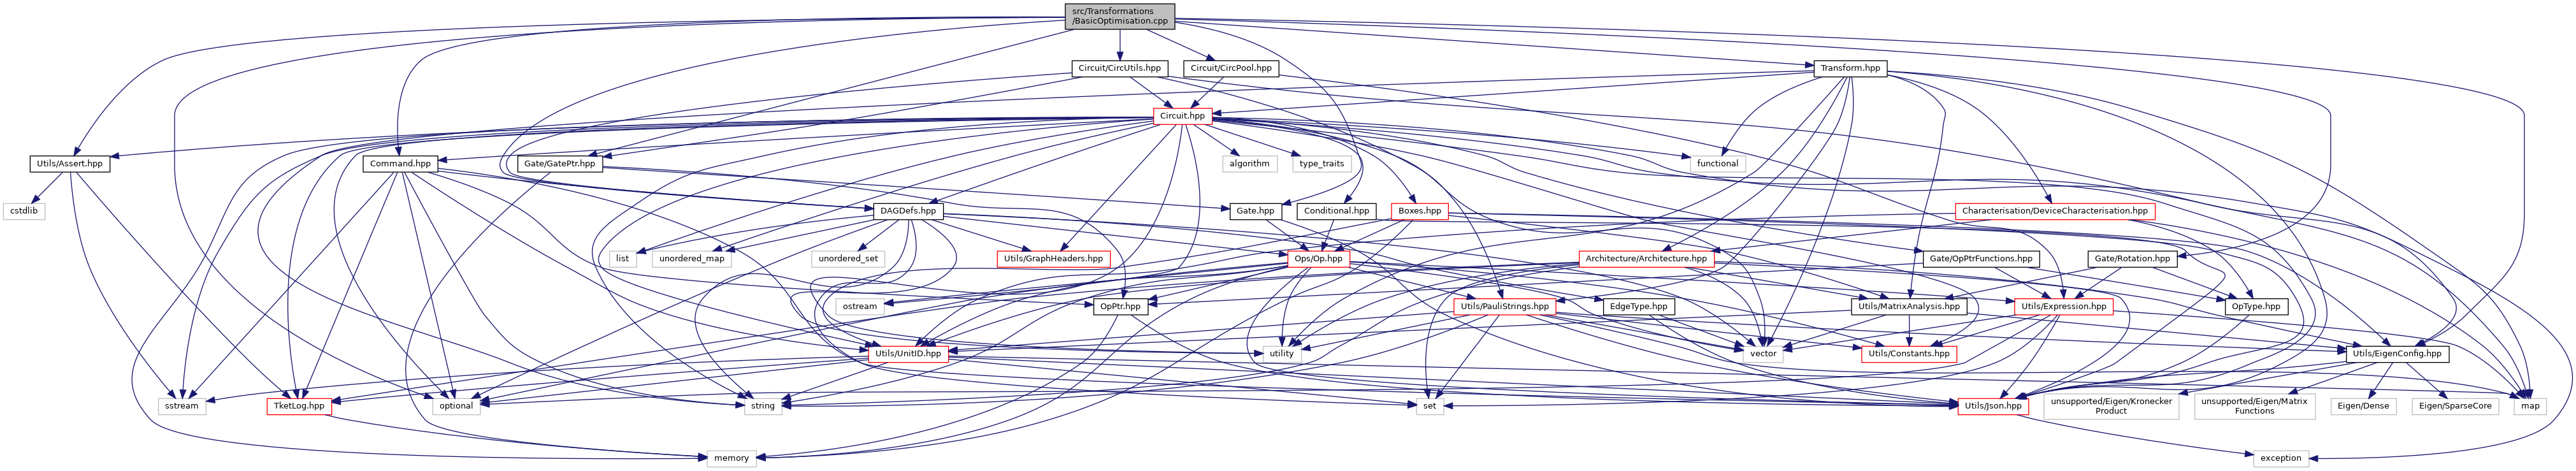 src/Transformations
/BasicOptimisation.cpp
Circuit/CircUtils.hpp
Circuit/CircPool.hpp
Transform.hpp
Circuit.hpp
Utils/Assert.hpp
Command.hpp
Gate/GatePtr.hpp
algorithm
type_traits
functional
cstdlib
DAGDefs.hpp
Gate.hpp
Conditional.hpp
Boxes.hpp
Characterisation/DeviceCharacterisation.hpp
list
unordered_map
unordered_set
Utils/GraphHeaders.hpp
Ops/Op.hpp
Architecture/Architecture.hpp
Gate/OpPtrFunctions.hpp
Gate/Rotation.hpp
ostream
OpPtr.hpp
Utils/PauliStrings.hpp
EdgeType.hpp
Utils/MatrixAnalysis.hpp
Utils/Expression.hpp
OpType.hpp
Utils/UnitID.hpp
utility
vector
Utils/Constants.hpp
Utils/EigenConfig.hpp
sstream
TketLog.hpp
optional
string
set
Utils/Json.hpp
unsupported/Eigen/Kronecker
Product
unsupported/Eigen/Matrix
Functions
Eigen/Dense
Eigen/SparseCore
map
memory
exception